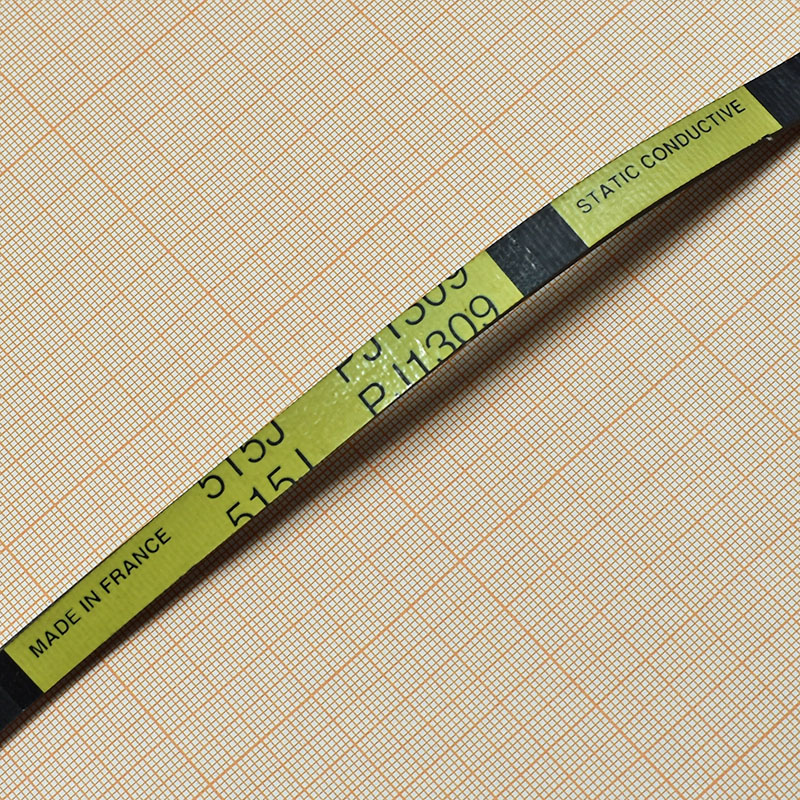 MADE IN FRANCE
515J
515J
PJ1309
PJ1309
STATIC CONDUCTIVE